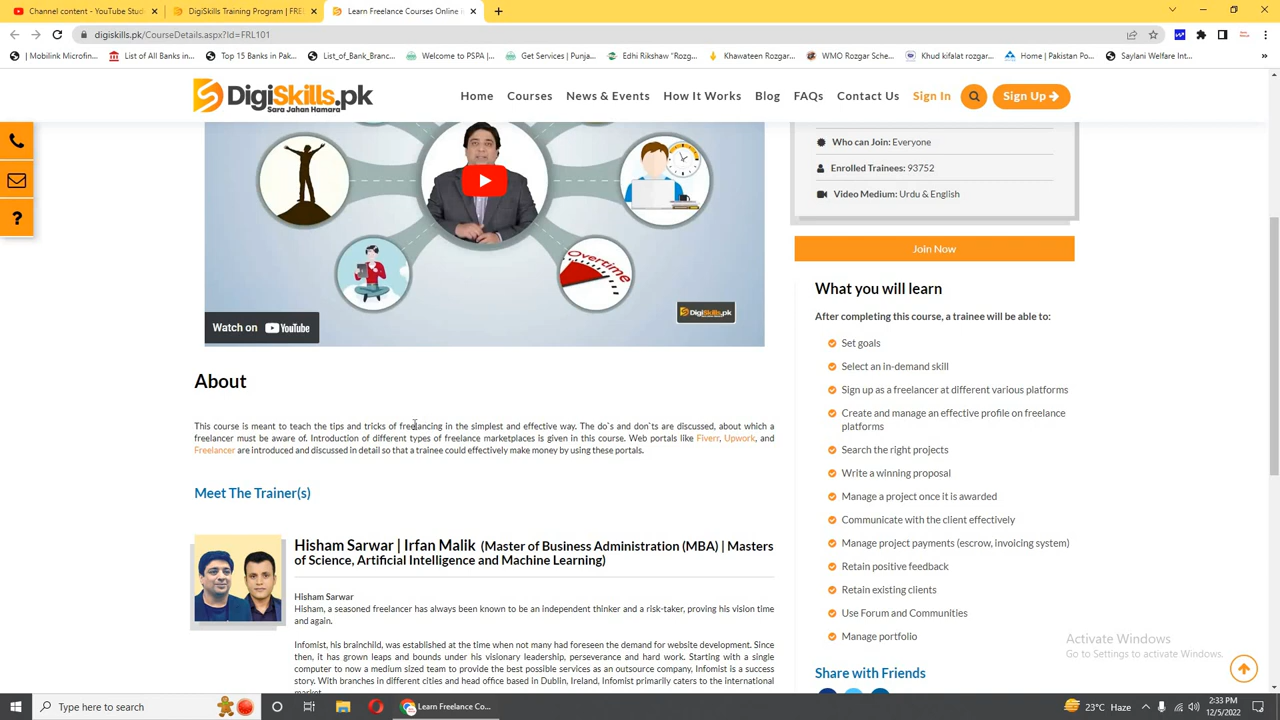 Channel content - YouTube Stud
DigiSkills Training Program | FRE
Learn Freelance Courses Online
digiskills.pk/CourseDetails.aspx?Id=FRL101
| Mobilink Microfin...
List of All Banks in...
Top 15 Banks in Pak...
List_of_Bank_Branc...
Welcome to PSPA |
Get Services | Punja...
Edhi Rikshaw "Rozg...
Khawateen Rozgar...
WMO Rozgar Sche...
Khud kifalat rozgar...
Home | Pakistan Po...
Saylani Welfare Int...
»
DigiSkills.pk
Sara Jahan Hamara
Home
Courses
News & Events
How It Works
Blog
FAQs
Contact Us
Sign In
Sign Up
Who can Join: Everyone
Enrolled Trainees: 93752
Video Medium: Urdu & English
Join Now
Overtime
DigiSkills.pk
Watch on YouTube
What you will learn
After completing this course, a trainee will be able to:
Set goals
Select an in-demand skill
Sign up as a freelancer at different various platforms
Create and manage an effective profile on freelance
platforms
Search the right projects
Write a winning proposal
Manage a project once it is awarded
Communicate with the client effectively
Manage project payments (escrow, invoicing system)
Retain positive feedback
Retain existing clients
Use Forum and Communities
Manage portfolio
Share with Friends
About
This course is meant to teach the tips and tricks of freelancing in the simplest and effective way. The do`s and don`ts are discussed, about which a
freelancer must be aware of. Introduction of different types of freelance marketplaces is given in this course. Web portals like Fiverr, Upwork, and
Freelancer are introduced and discussed in detail so that a trainee could effectively make money by using these portals.
Meet The Trainer(s)
Hisham Sarwar | Irfan Malik (Master of Business Administration (MBA) | Masters
of Science, Artificial Intelligence and Machine Learning)
Hisham Sarwar
Hisham, a seasoned freelancer has always been known to be an independent thinker and a risk-taker, proving his vision time
and again.
Infomist, his brainchild, was established at the time when not many had foreseen the demand for website development. Since
then, it has grown leaps and bounds under his visionary leadership, perseverance and hard work. Starting with a single
computer to now a medium sized team to provide the best possible services as an outsource company, Infomist is a success
story. With branches in different cities and head office based in Dublin, Ireland, Infomist primarily caters to the international
market.
Activate Windows
Go to Settings to activate Windows.
Type here to search
Learn Freelance Co...
23°C Haze
2:33 PM
12/5/2022